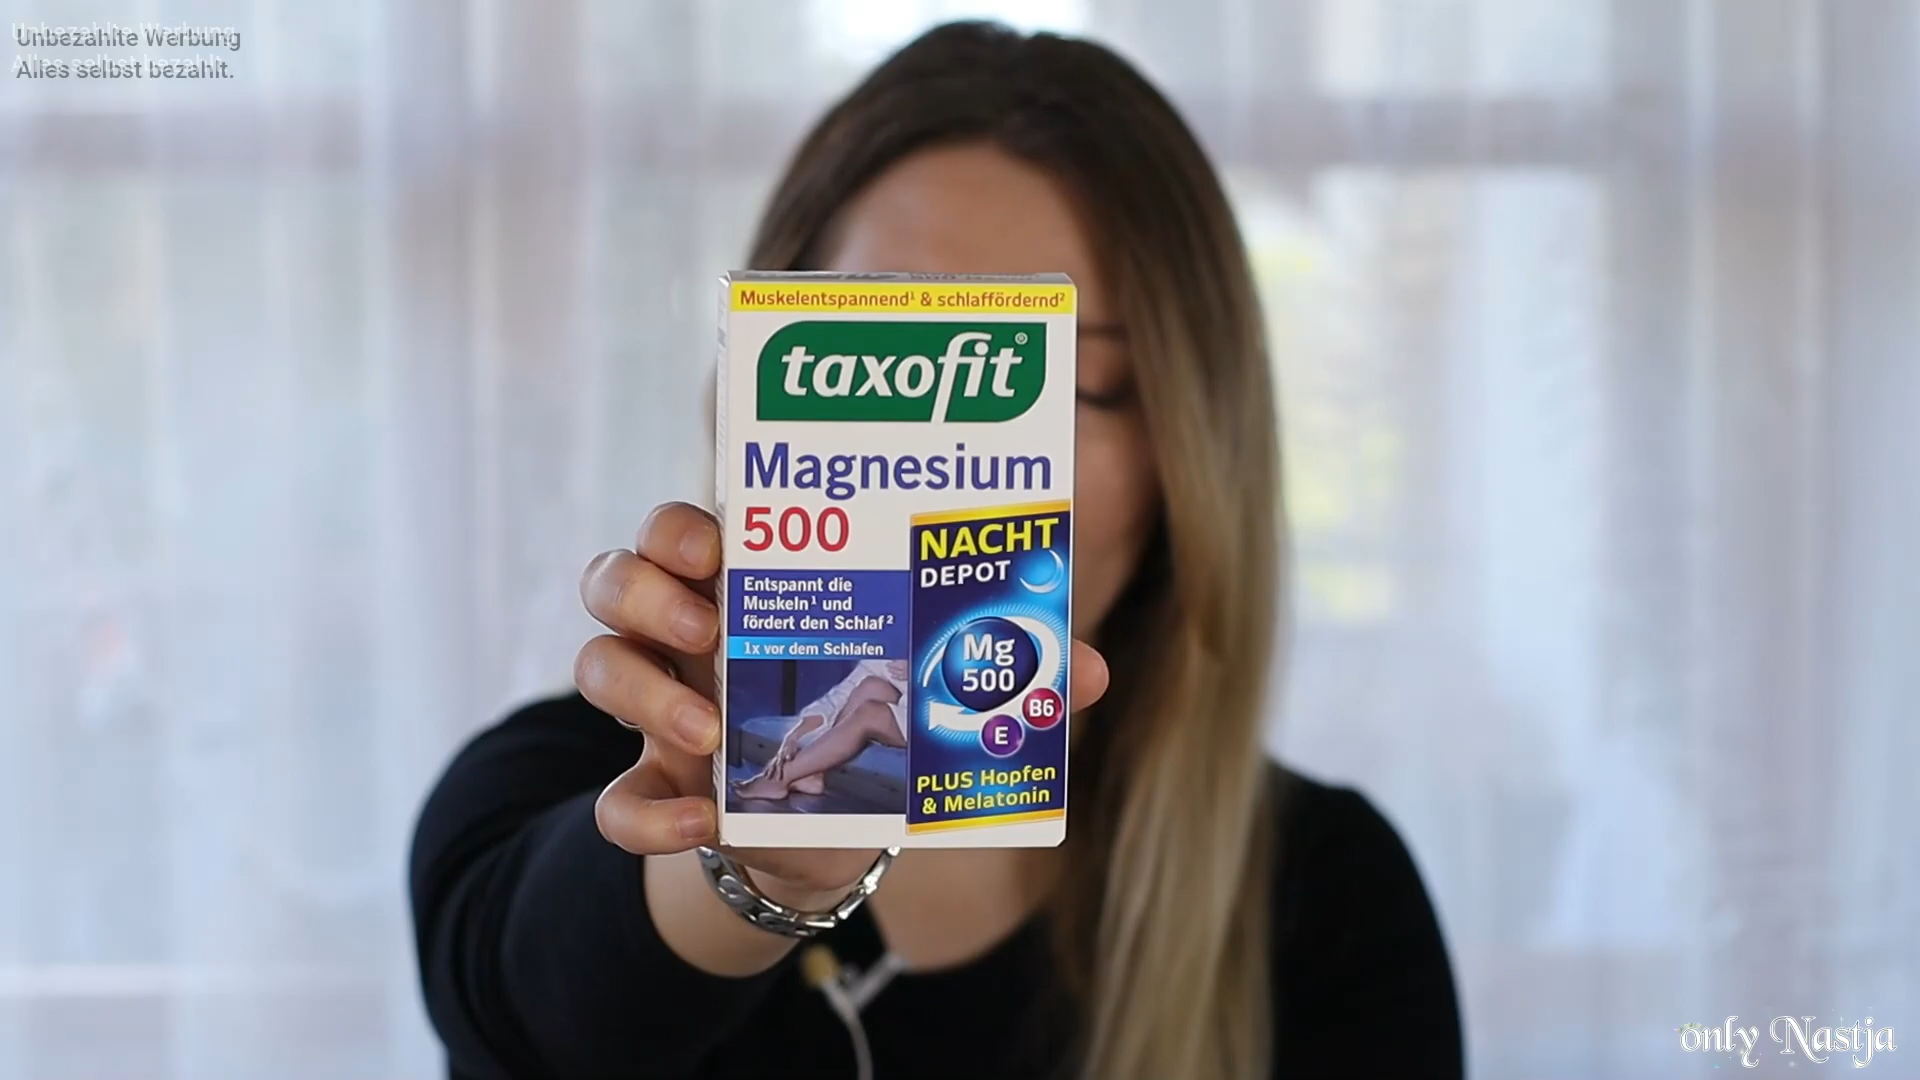 Unbezahlte Werbung
Alles selbst bezahlt.
Muskelentspannend¹ & schlaffördernd²
taxofit®
Magnesium
500
NACHT
DEPOT
Entspannt die
Muskeln¹ und
fördert den Schlaf²
1x vor dem Schlafen
Mg
500
B6
E
PLUS Hopfen
& Melatonin
only Nastja